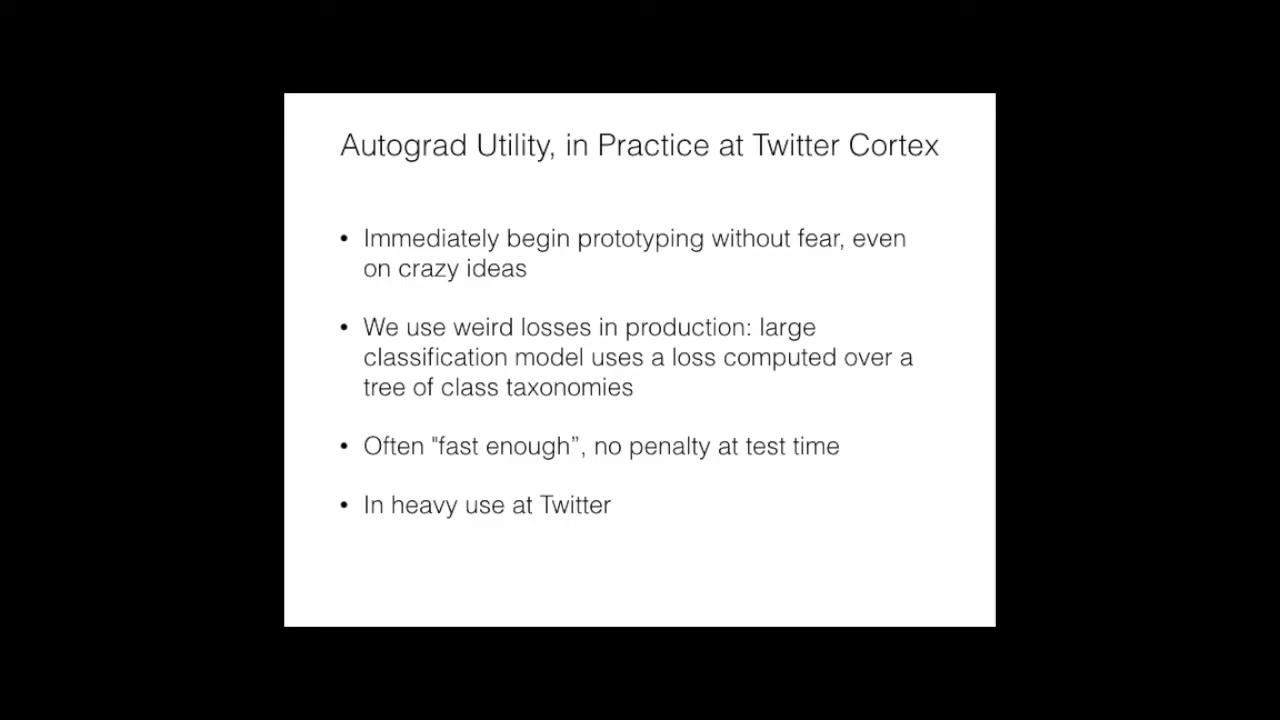 Autograd Utility, in Practice at Twitter Cortex
• Immediately begin prototyping without fear, even
on crazy ideas
• We use weird losses in production: large
classification model uses a loss computed over a
tree of class taxonomies
• Often "fast enough”, no penalty at test time
• In heavy use at Twitter